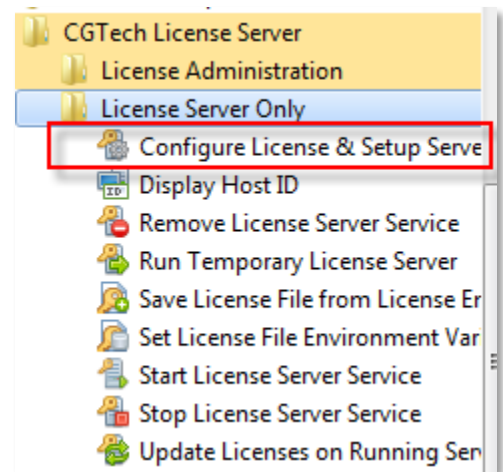 CGTech License Server
License Administration
License Server Only
Configure License & Setup Serve
Display Host ID
Remove License Server Service
Run Temporary License Server
Save License File from License Er
Set License File Environment Var
Start License Server Service
Stop License Server Service
Update Licenses on Running Serv